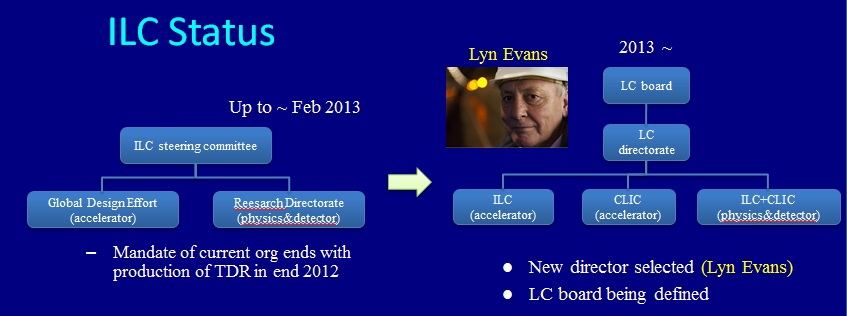 ILC Status
Up to ~ Feb 2013
ILC steering committee
Global Design Effort
(accelerator)
Reesarch Directorate
(physics&detector)
– Mandate of current org ends with
production of TDR in end 2012
Lyn Evans
2013 ~
LC board
LC
directorate
ILC
(accelerator)
CLIC
(accelerator)
ILC+CLIC
(physics&detector)
● New director selected (Lyn Evans)
● LC board being defined